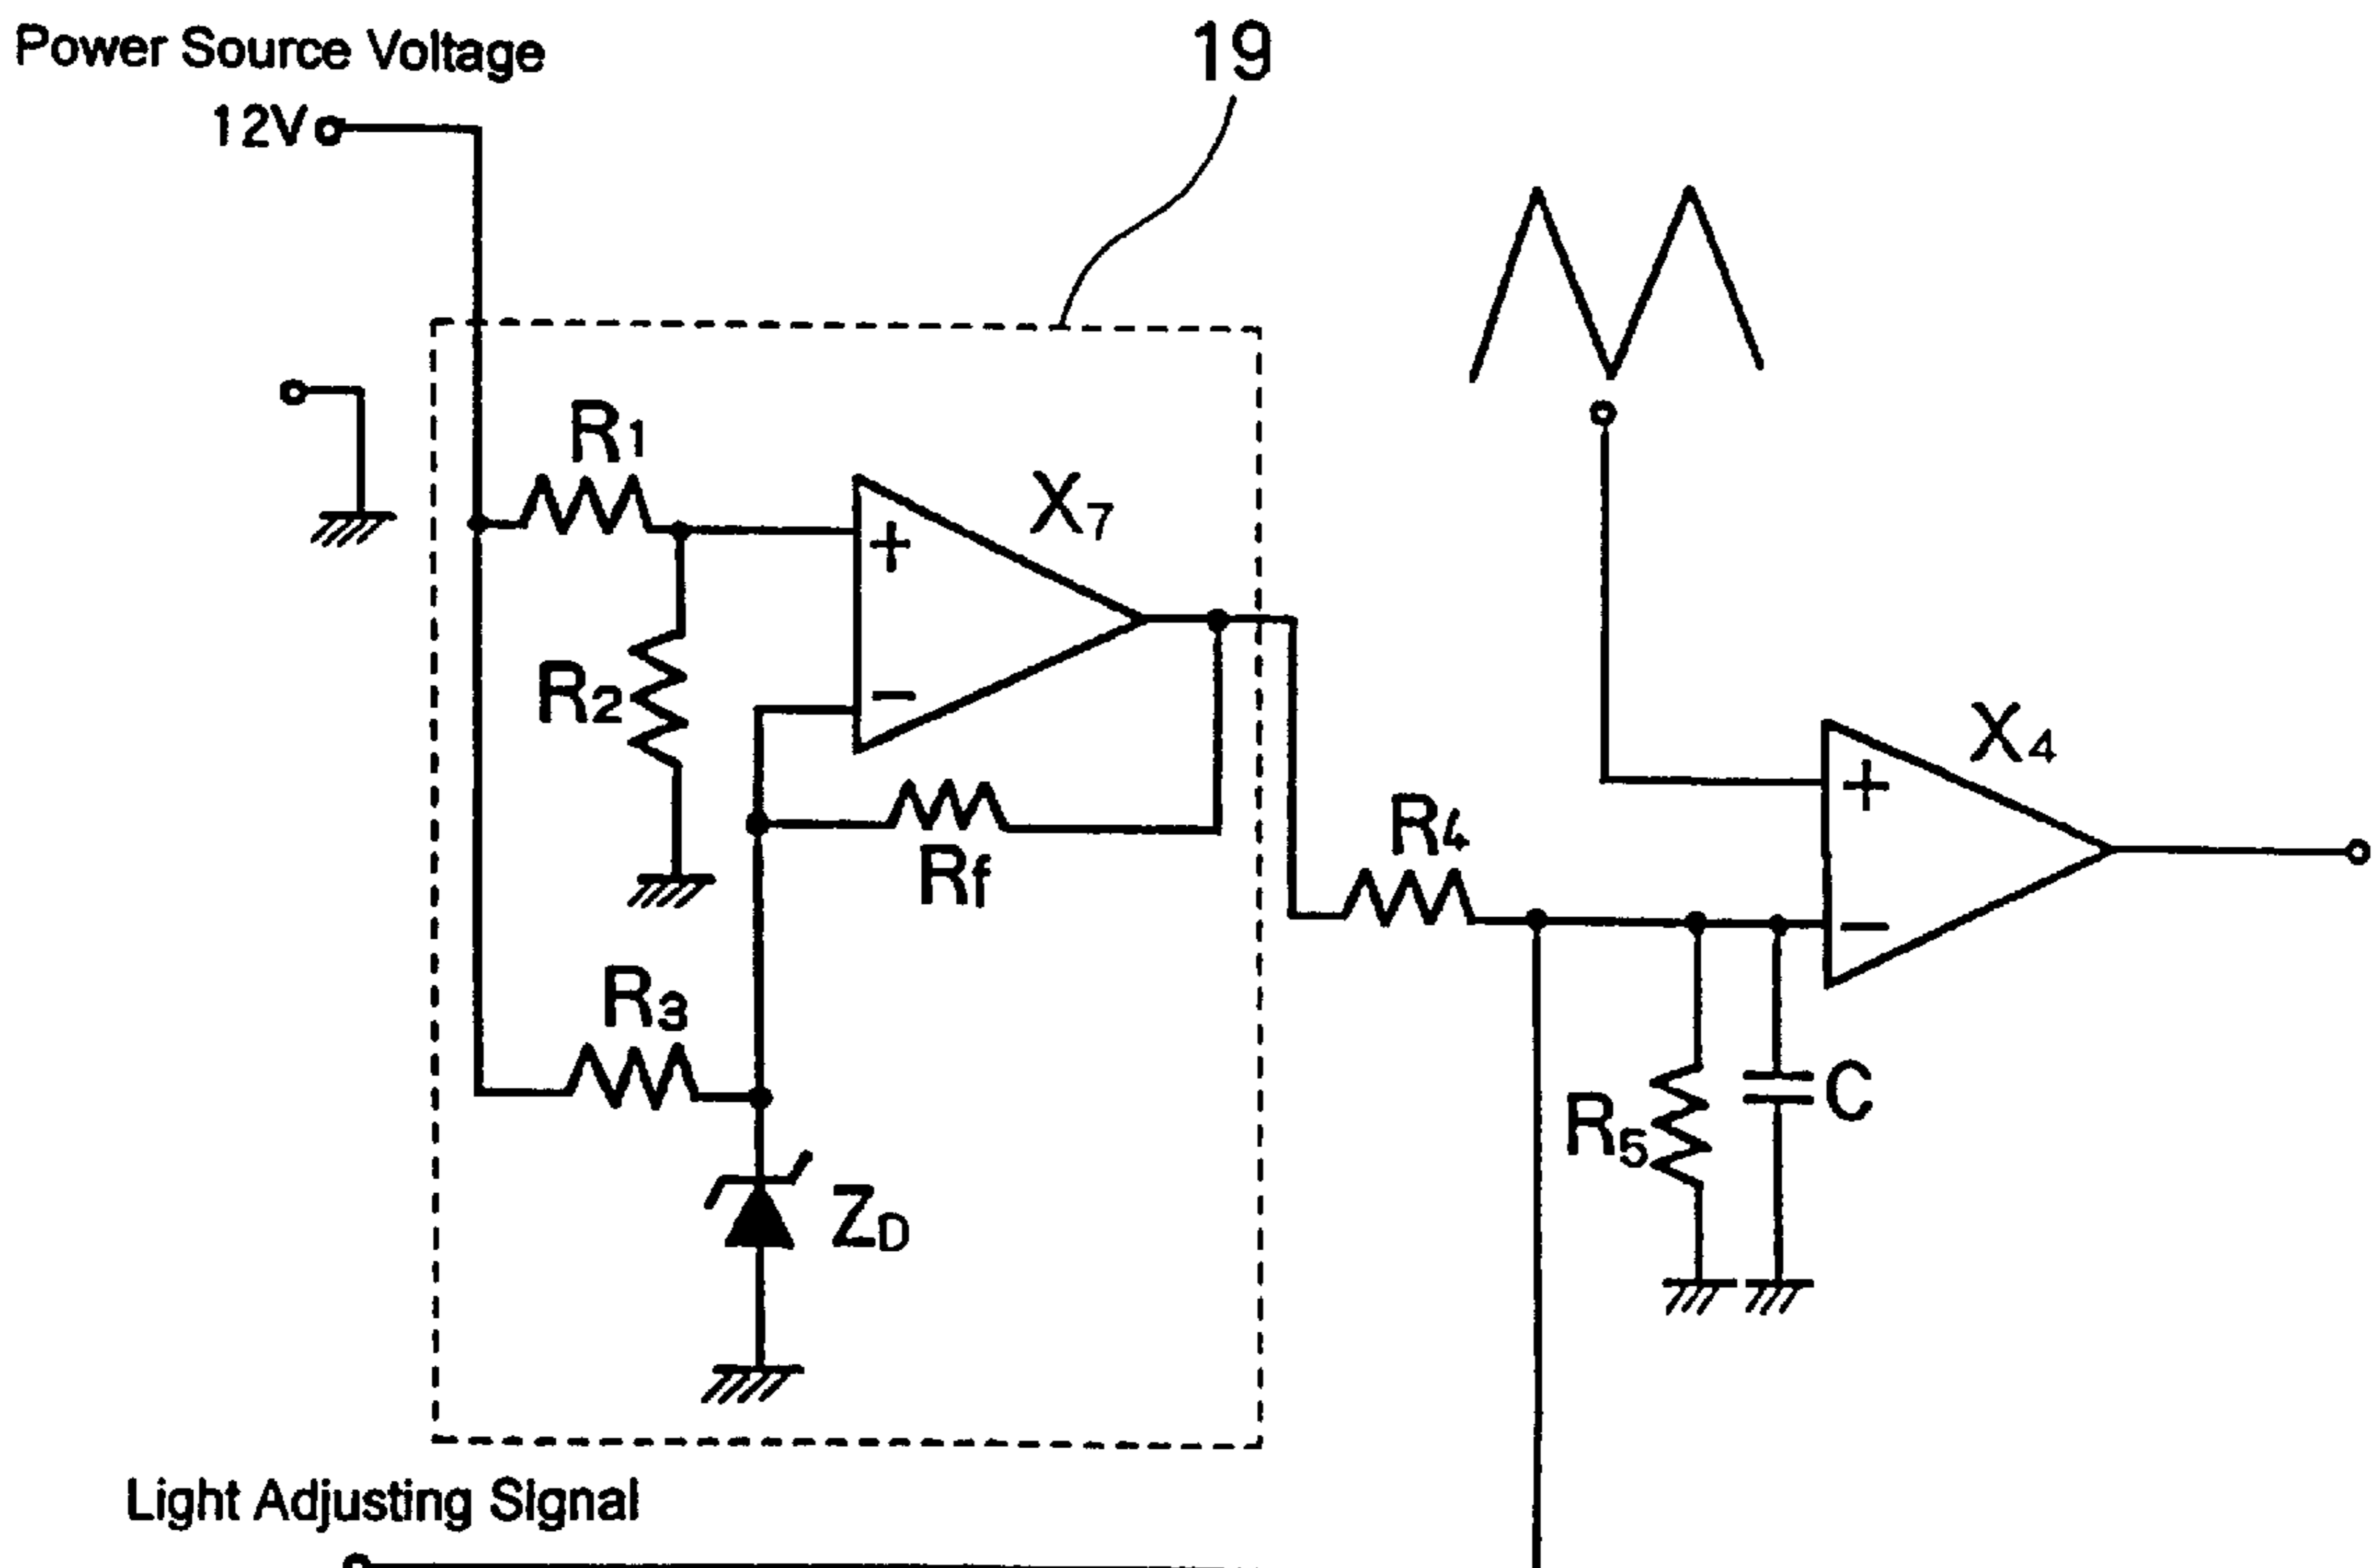 Power Source Voltage
19
12V
R1
X7
+
R2
−
X4
+
R4
Rf
−
R3
C
R5
ZD
Light Adjusting Signal